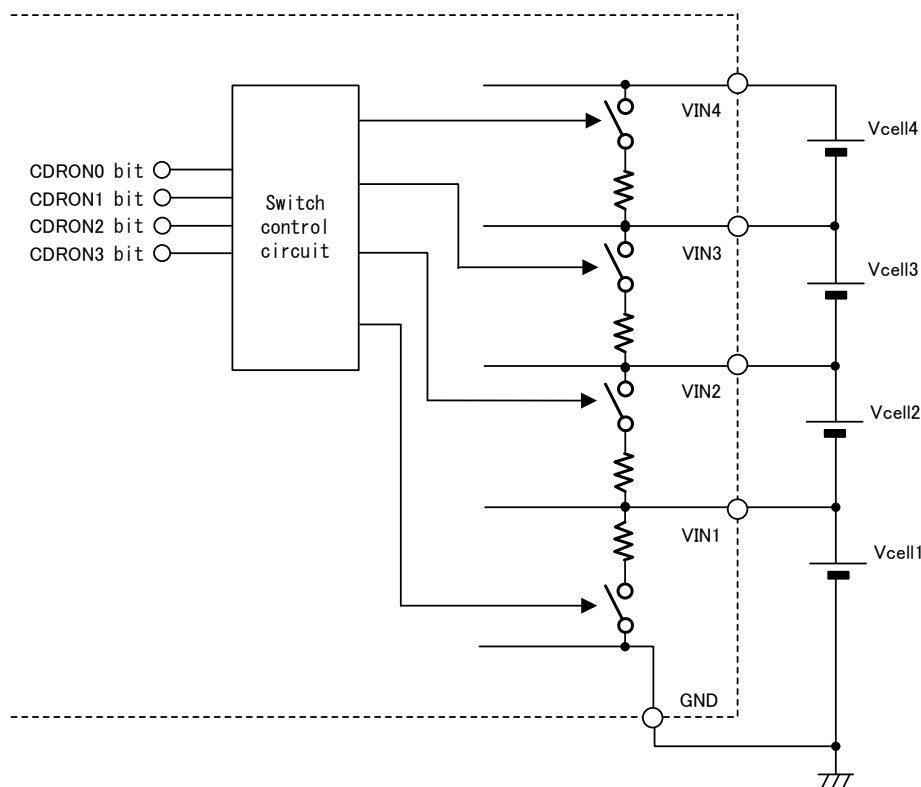 CDRON0 bit
CDRON1 bit
CDRON2 bit
CDRON3 bit
Switch
control
circuit
VIN4
Vcell4
VIN3
Vcell3
VIN2
Vcell2
VIN1
Vcell1
GND